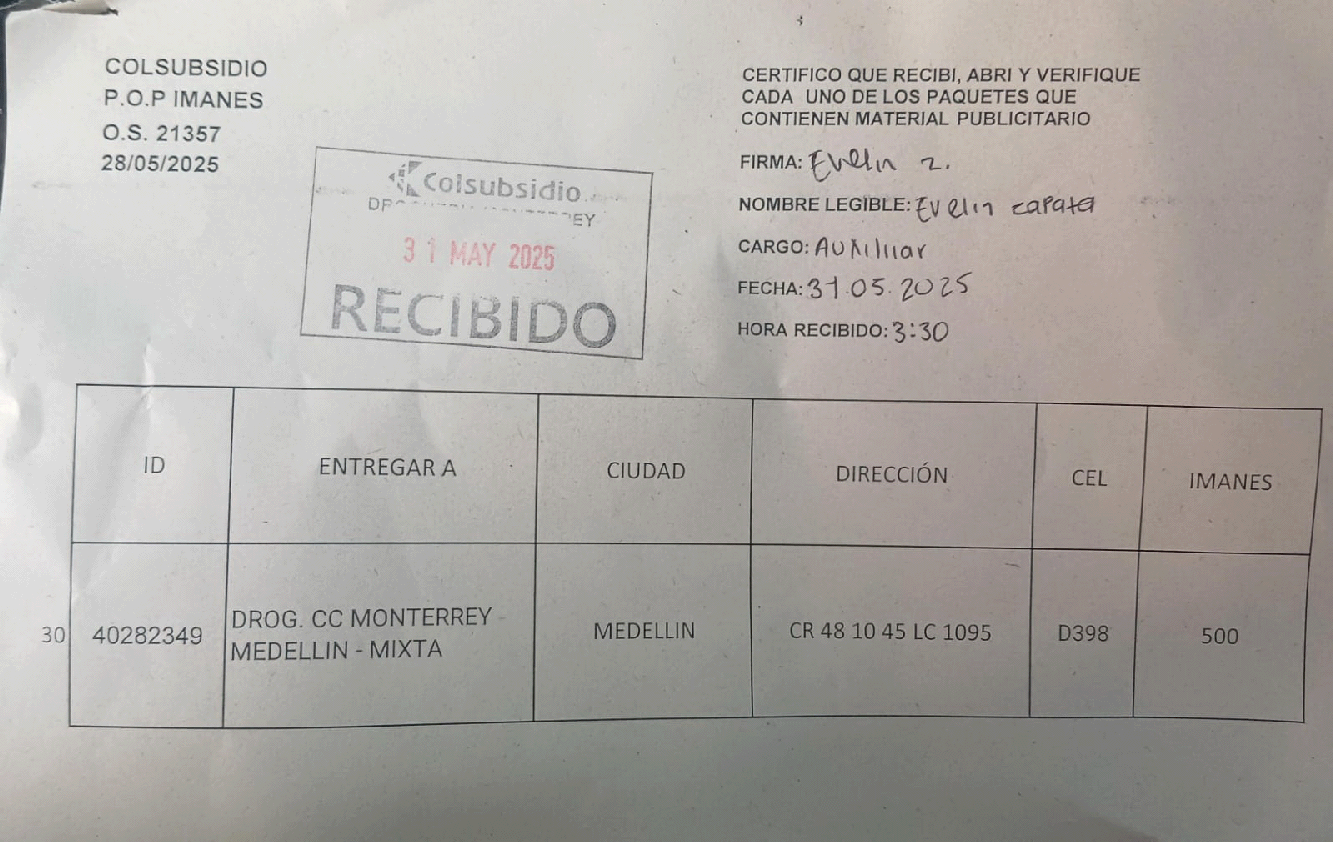 COLSUBSIDIO
P.O.P IMANES
O.S. 21357
28/05/2025
Colsubsidio
31 MAY 2025
RECIBIDO
CERTIFICO QUE RECIBI, ABRI Y VERIFIQUE
CADA UNO DE LOS PAQUETES QUE
CONTIENEN MATERIAL PUBLICITARIO
FIRMA: Evelin Z.
NOMBRE LEGIBLE: Evelin Zapata
CARGO: Auxiliar
FECHA: 31.05.2025
HORA RECIBIDO: 3:30
ID ENTREGAR A CIUDAD DIRECCIÓN CEL IMANES
30 40282349 DROG. CC MONTERREY - MEDELLIN CR 48 10 45 LC 1095 D398 500
MEDELLIN - MIXTA